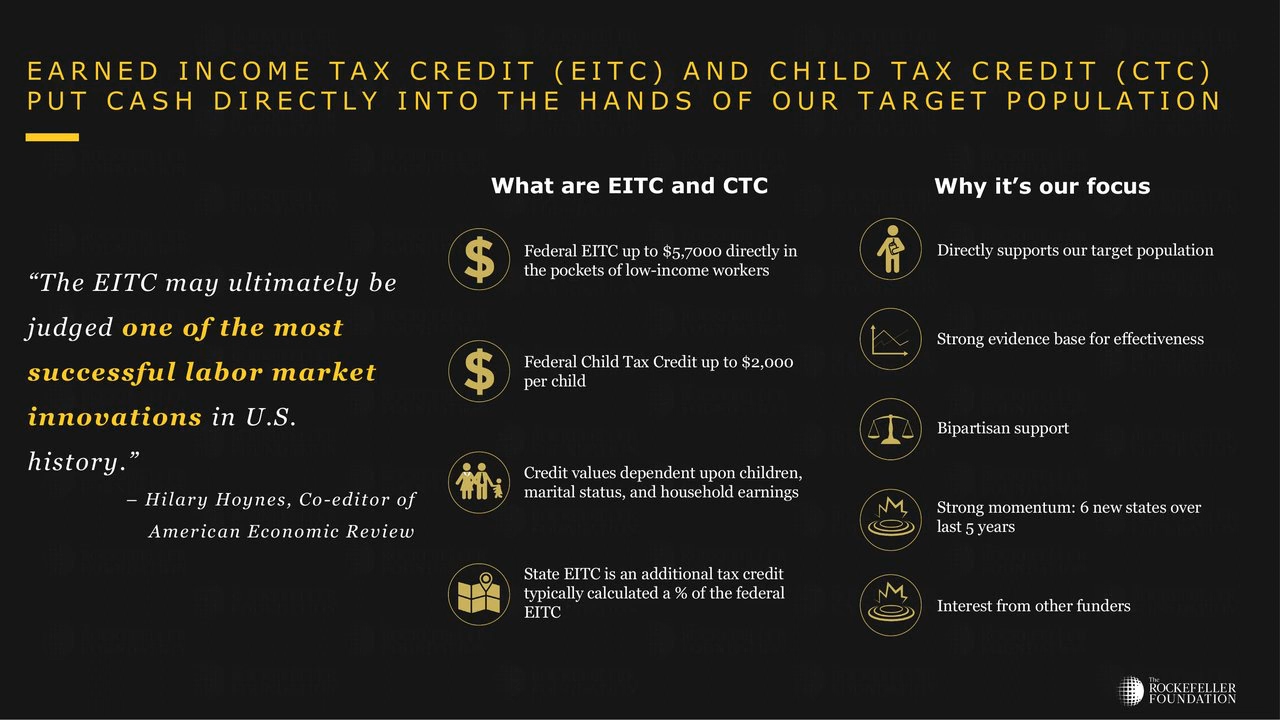 EARNED INCOME TAX CREDIT (EITC) AND CHILD TAX CREDIT (CTC)
PUT CASH DIRECTLY INTO THE HANDS OF OUR TARGET POPULATION
“The EITC may ultimately be
judged one of the most
successful labor market
innovations in U.S.
history.”
– Hilary Hoynes, Co-editor of
American Economic Review
What are EITC and CTC
Federal EITC up to $5,7000 directly in
the pockets of low-income workers
Federal Child Tax Credit up to $2,000
per child
Credit values dependent upon children,
marital status, and household earnings
State EITC is an additional tax credit
typically calculated a % of the federal
EITC
Why it’s our focus
Directly supports our target population
Strong evidence base for effectiveness
Bipartisan support
Strong momentum: 6 new states over
last 5 years
Interest from other funders
The
ROCKEFELLER
FOUNDATION